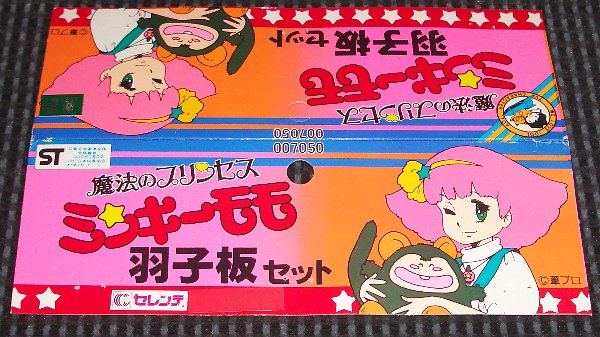 魔法のプリンセス
ミンキーモモ
羽子板セット
©葦プロ
007050
007050
ST
魔法のプリンセス
ミンキーモモ
羽子板セット
セレンテ
©葦プロ